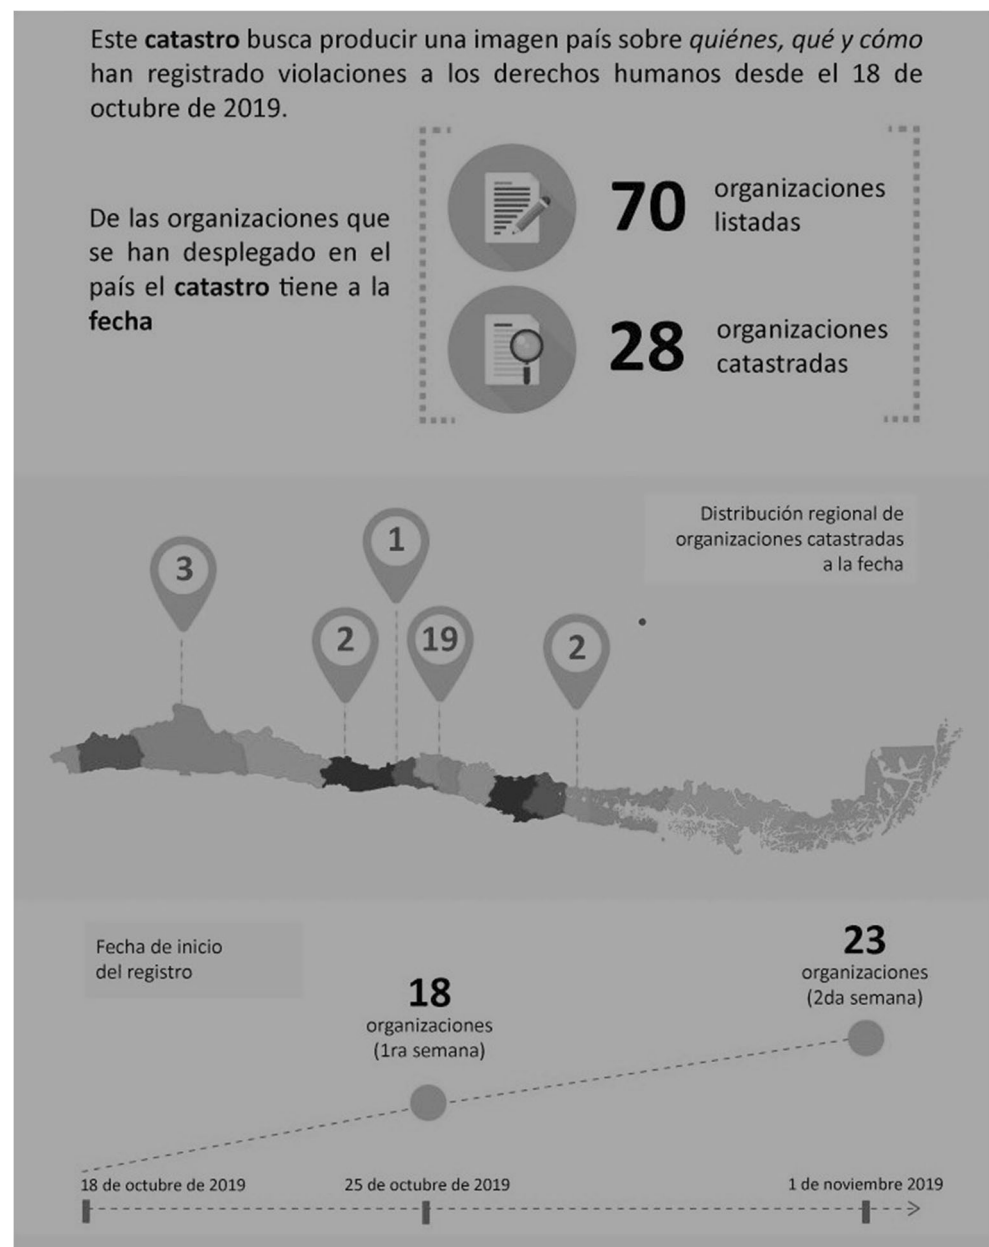 Este catastro busca producir una imagen país sobre quiénes, qué y cómo
han registrado violaciones a los derechos humanos desde el 18 de
octubre de 2019.
De las organizaciones que
se han desplegado en el
país el catastro tiene a la
fecha
70
organizaciones
listadas
28
organizaciones
catastradas
Distribución regional de
organizaciones catastradas
a la fecha
3
2
1
19
2
Fecha de inicio
del registro
18
organizaciones
(1ra semana)
23
organizaciones
(2da semana)
18 de octubre de 2019
25 de octubre de 2019
1 de noviembre 2019